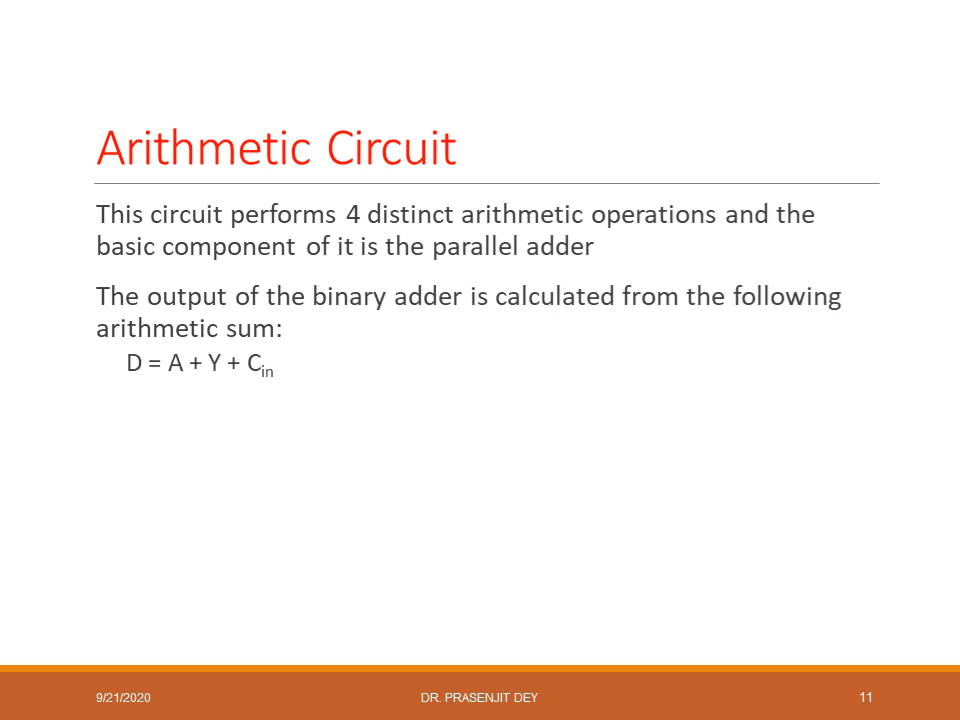 Arithmetic Circuit
This circuit performs 4 distinct arithmetic operations and the
basic component of it is the parallel adder
The output of the binary adder is calculated from the following
arithmetic sum:
D = A + Y + Cin
9/21/2020 DR. PRASENJIT DEY 11